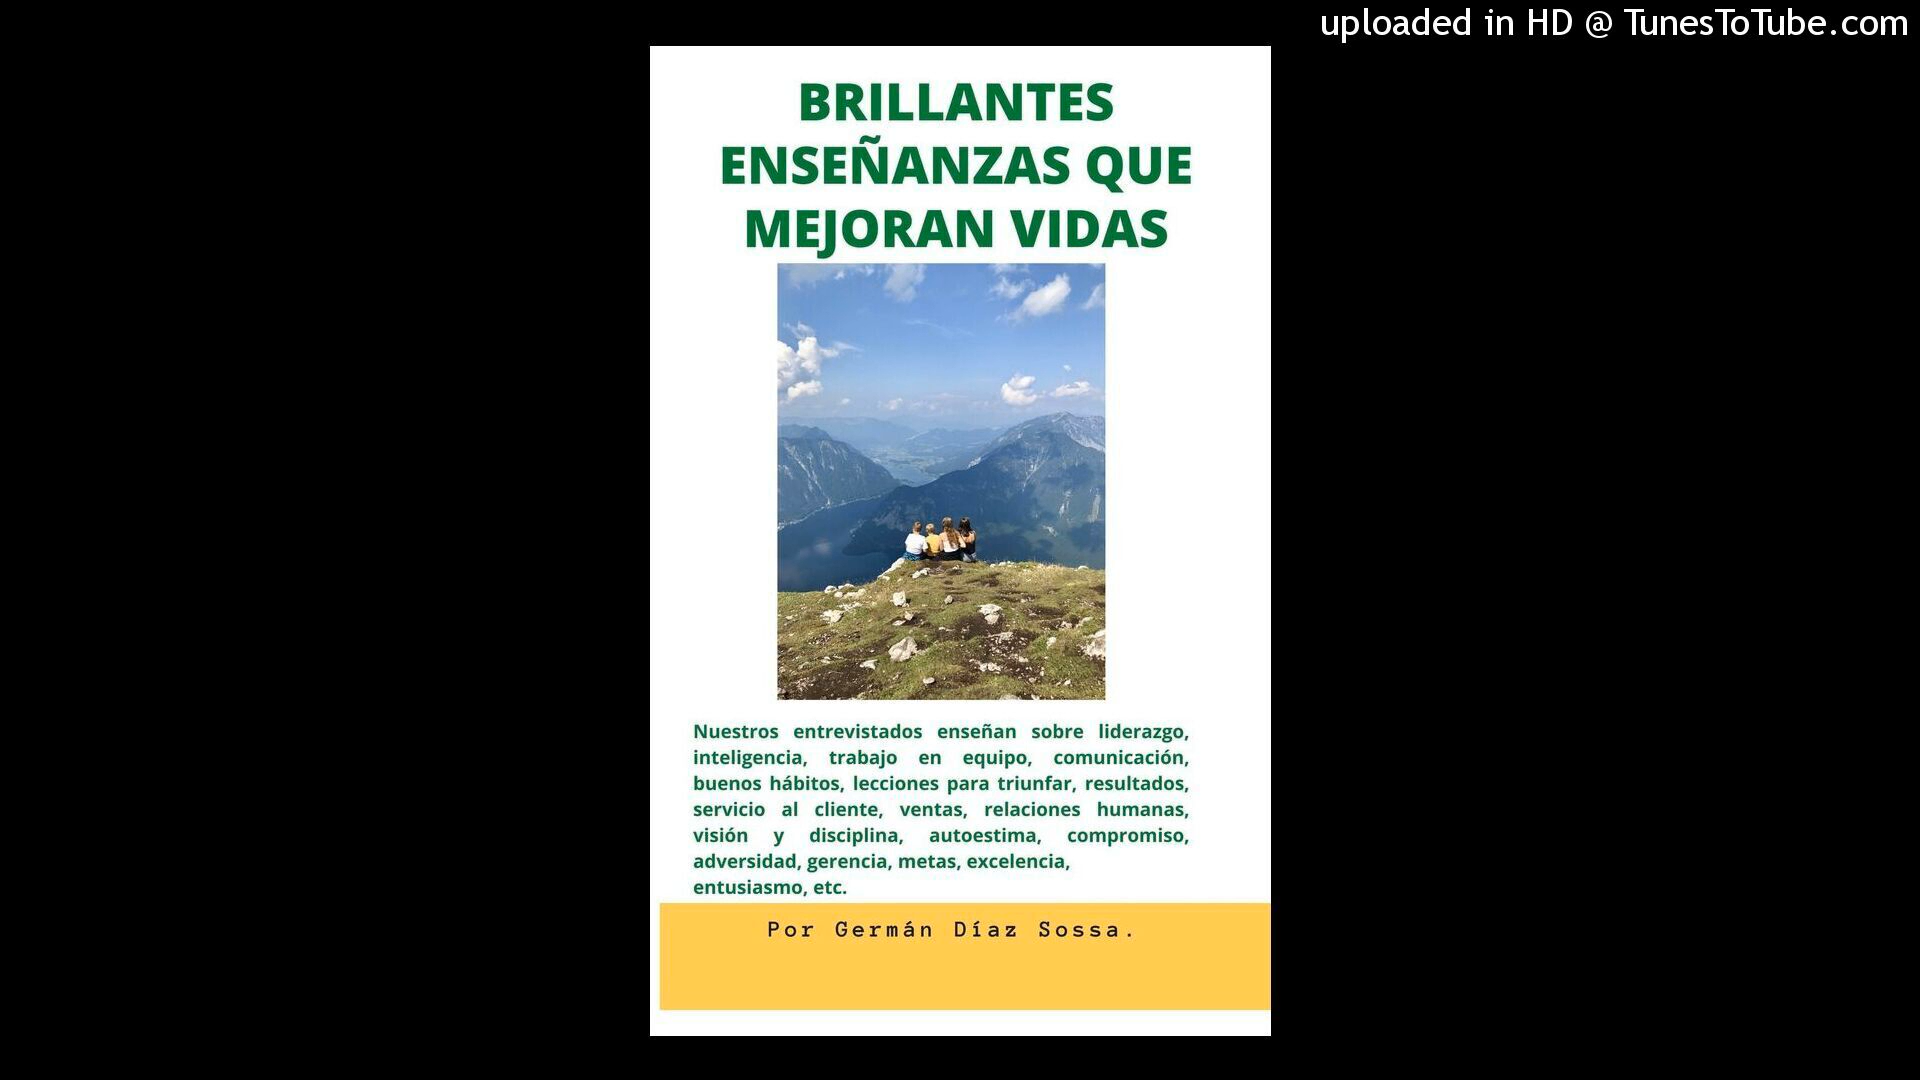 uploaded in HD @ TunesToTube.com
BRILLANTES
ENSEÑANZAS QUE
MEJORAN VIDAS
Nuestros entrevistados enseñan sobre liderazgo,
inteligencia, trabajo en equipo, comunicación,
buenos hábitos, lecciones para triunfar, resultados,
servicio al cliente, ventas, relaciones humanas,
visión y disciplina, autoestima, compromiso,
adversidad, gerencia, metas, excelencia,
entusiasmo, etc.
Por Germán Díaz Sossa.